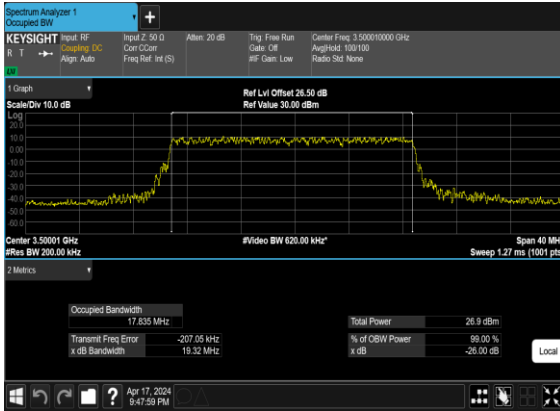 Spectrum Analyzer 1
Occupied BW
+
KEYSIGHT
R T
Input: RF
Coupling: DC
Align: Auto
Input Z: 50 Ω
Corr CCorr
Freq Ref: Int (S)
Atten: 20 dB
Trig: Free Run
Gate: Off
#IF Gain: Low
Center Freq: 3.500010000 GHz
Avg|Hold: 100/100
Radio Std: None
1 Graph
Scale/Div 10.0 dB
Ref Lvl Offset 26.50 dB
Ref Value 30.00 dBm
Log
20.0
10.0
0.00
-10.0
-20.0
-30.0
-40.0
-50.0
-60.0
Center 3.50001 GHz
#Res BW 200.00 kHz
#Video BW 620.00 kHz*
Span 40 MH
Sweep 1.27 ms (1001 pts
2 Metrics
Occupied Bandwidth
17.835 MHz
Total Power 26.9 dBm
Transmit Freq Error -207.05 kHz
% of OBW Power 99.00 %
x dB Bandwidth 19.32 MHz
x dB -26.00 dB
Local
?
Apr 17, 2024
9:47:59 PM